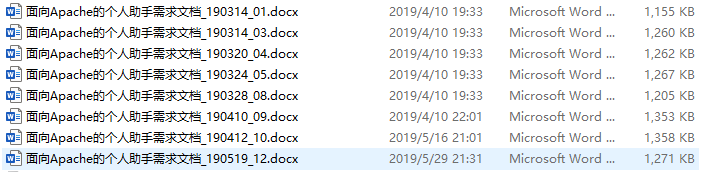 面向Apache的个人助手需求文档_190314_01.docx 2019/4/10 19:33 Microsoft Word ... 1,155 KB
面向Apache的个人助手需求文档_190314_03.docx 2019/4/10 19:33 Microsoft Word ... 1,260 KB
面向Apache的个人助手需求文档_190320_04.docx 2019/4/10 19:33 Microsoft Word ... 1,262 KB
面向Apache的个人助手需求文档_190324_05.docx 2019/4/10 19:33 Microsoft Word ... 1,267 KB
面向Apache的个人助手需求文档_190328_08.docx 2019/4/10 19:33 Microsoft Word ... 1,205 KB
面向Apache的个人助手需求文档_190410_09.docx 2019/4/10 22:01 Microsoft Word ... 1,353 KB
面向Apache的个人助手需求文档_190412_10.docx 2019/5/16 21:01 Microsoft Word ... 1,358 KB
面向Apache的个人助手需求文档_190519_12.docx 2019/5/29 21:31 Microsoft Word ... 1,271 KB